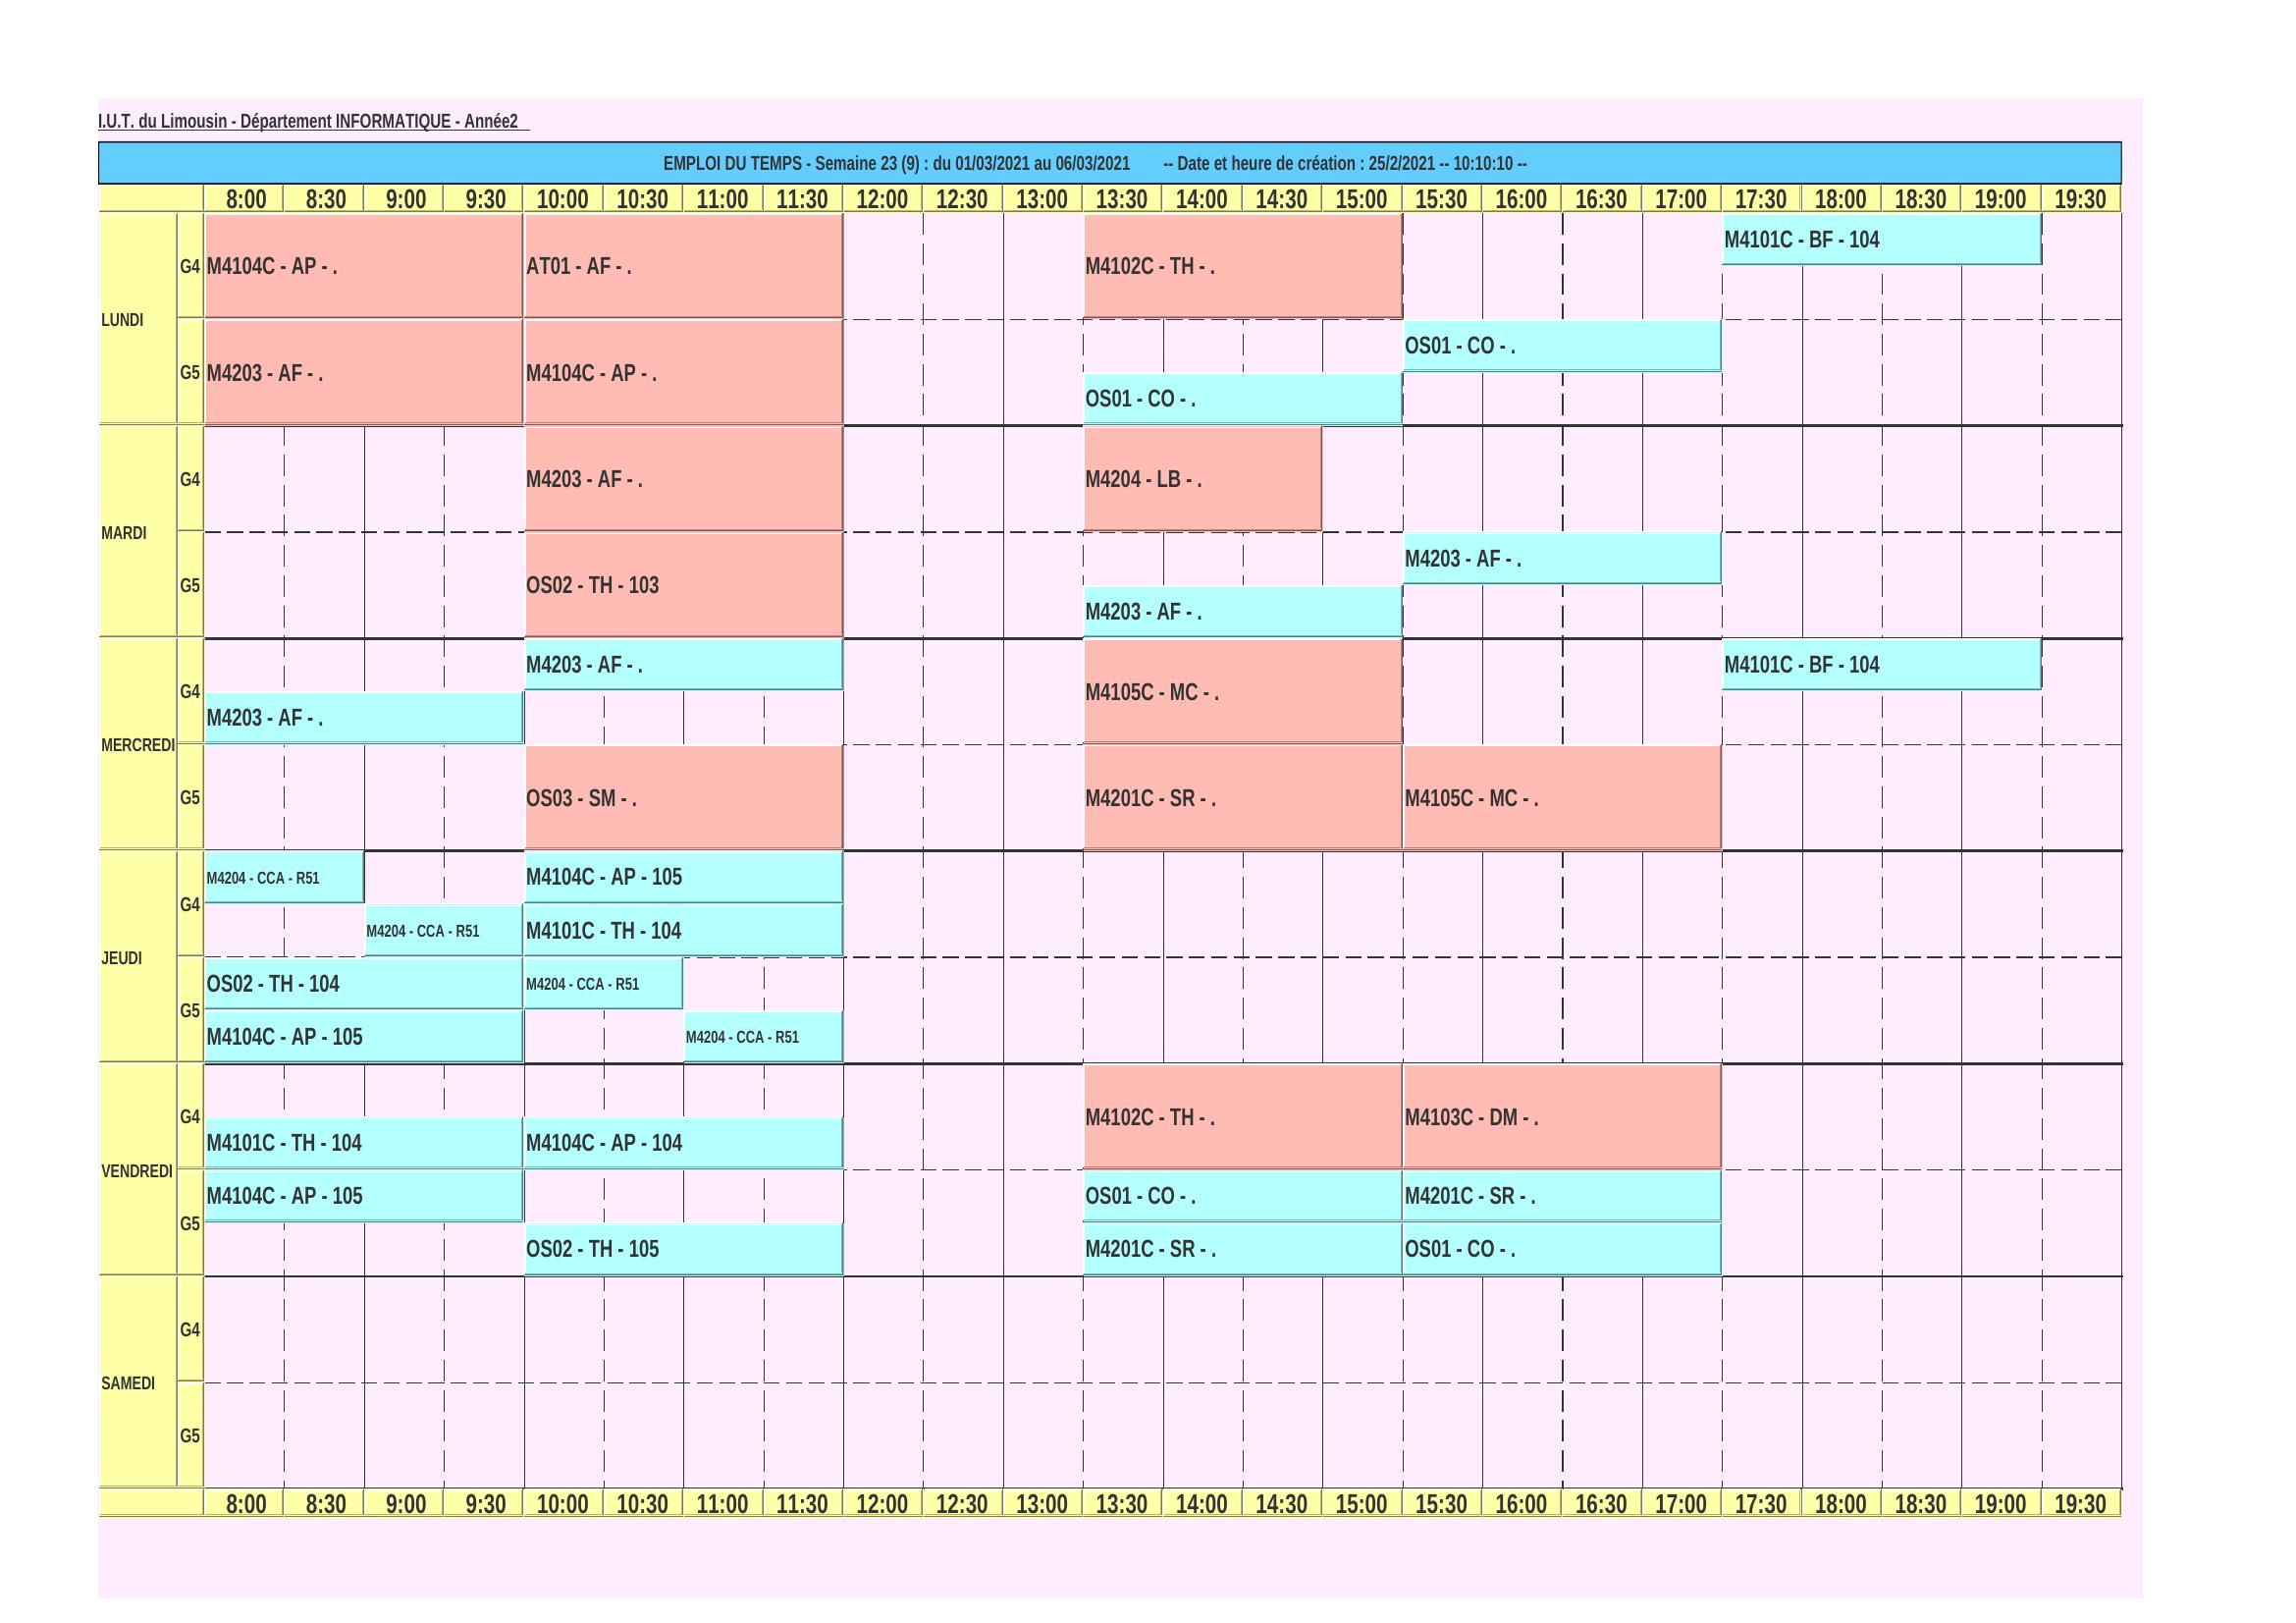 I.U.T. du Limousin - Département INFORMATIQUE - Année2
EMPLOI DU TEMPS - Semaine 23 (9) : du 01/03/2021 au 06/03/2021 -- Date et heure de création : 25/2/2021 -- 10:10:10 --
8:00 8:30 9:00 9:30 10:00 10:30 11:00 11:30 12:00 12:30 13:00 13:30 14:00 14:30 15:00 15:30 16:00 16:30 17:00 17:30 18:00 18:30 19:00 19:30
LUNDI
G4
M4104C - AP - .
AT01 - AF - .
M4102C - TH - .
M4101C - BF - 104
G5
M4203 - AF - .
M4104C - AP - .
OS01 - CO - .
OS01 - CO - .
MARDI
G4
M4203 - AF - .
M4204 - LB - .
G5
OS02 - TH - 103
M4203 - AF - .
M4203 - AF - .
MERCREDI
G4
M4203 - AF - .
M4203 - AF - .
M4105C - MC - .
M4101C - BF - 104
G5
OS03 - SM - .
M4201C - SR - .
M4105C - MC - .
JEUDI
G4
M4204 - CCA - R51
M4104C - AP - 105
M4204 - CCA - R51
M4101C - TH - 104
G5
OS02 - TH - 104
M4204 - CCA - R51
M4104C - AP - 105
M4204 - CCA - R51
VENDREDI
G4
M4101C - TH - 104
M4104C - AP - 104
M4102C - TH - .
M4103C - DM - .
G5
M4104C - AP - 105
OS01 - CO - .
M4201C - SR - .
OS02 - TH - 105
M4201C - SR - .
OS01 - CO - .
SAMEDI
G4
G5
8:00 8:30 9:00 9:30 10:00 10:30 11:00 11:30 12:00 12:30 13:00 13:30 14:00 14:30 15:00 15:30 16:00 16:30 17:00 17:30 18:00 18:30 19:00 19:30